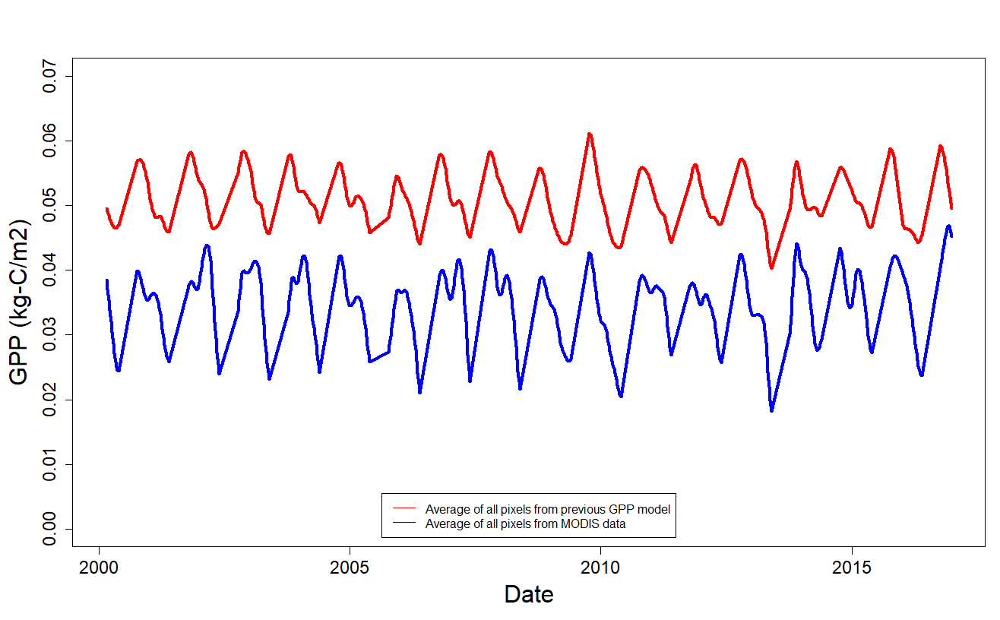 0.07
0.06
0.05
0.04
0.03
0.02
0.01
0.00
GPP (kg-C/m2)
Average of all pixels from previous GPP model
Average of all pixels from MODIS data
2000 2005 2010 2015
Date